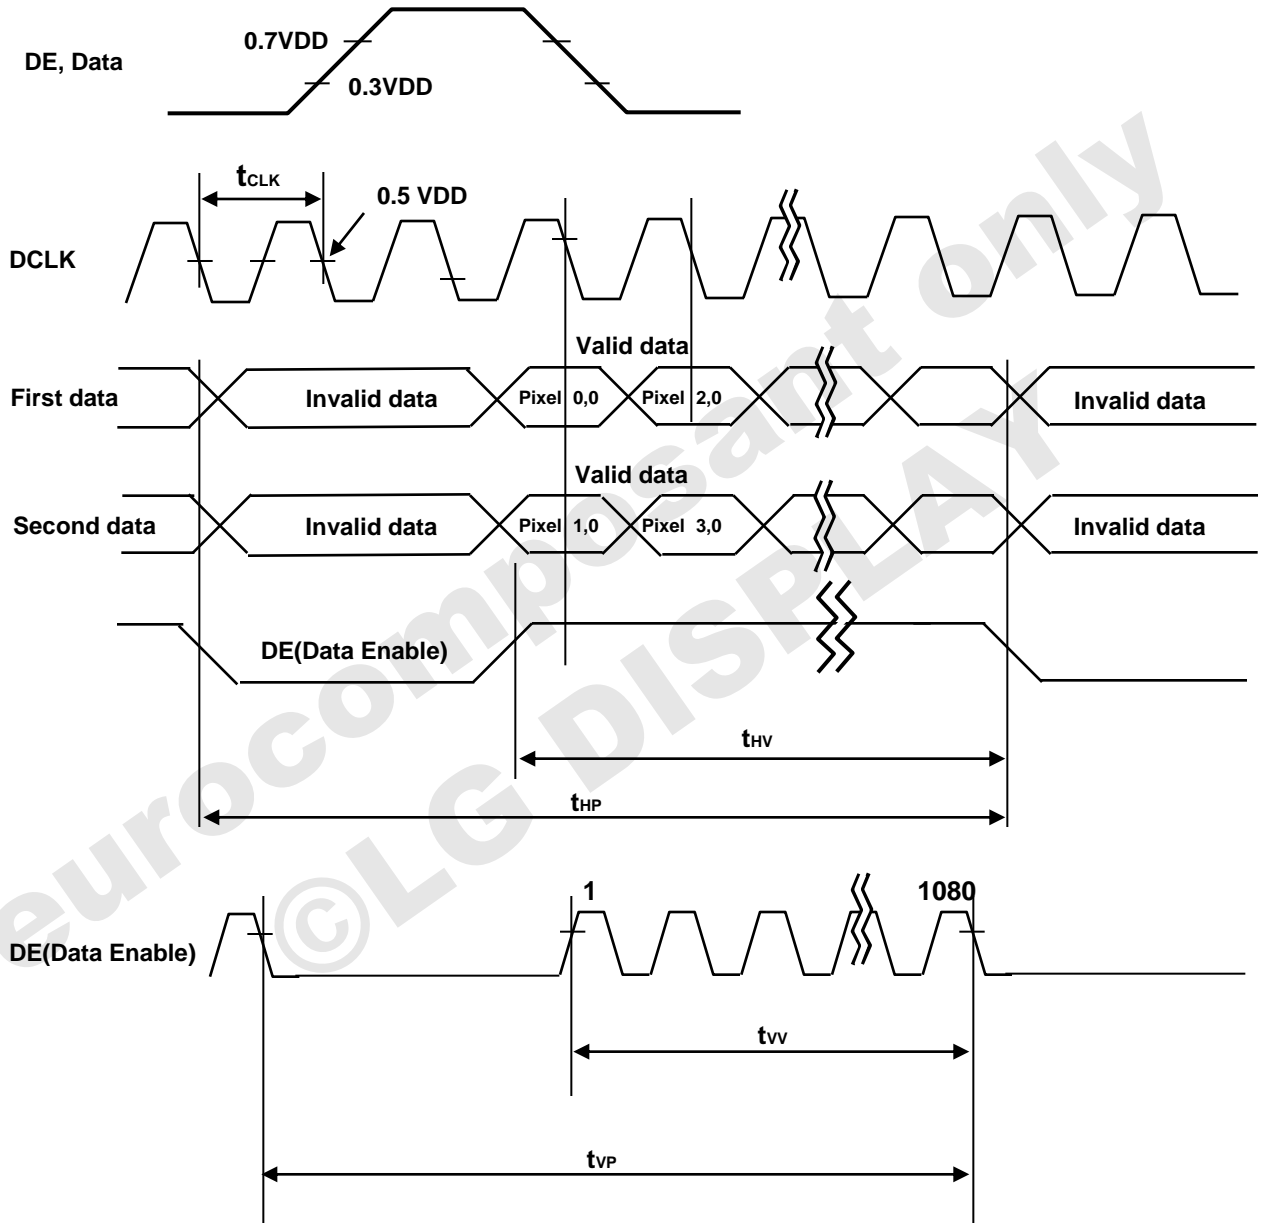 0.7VDD
DE, Data
0.3VDD
tCLK
0.5 VDD
DCLK
Valid data
First data
Invalid data
Pixel 0,0
Pixel 2,0
Invalid data
Valid data
Second data
Invalid data
Pixel 1,0
Pixel 3,0
Invalid data
DE(Data Enable)
tHV
tHP
1
1080
DE(Data Enable)
tVV
tVP
eurocomposant only
©LG DISPLAY